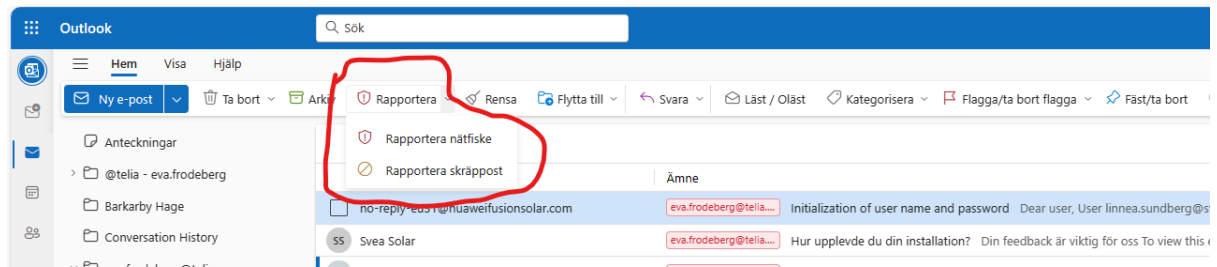 Outlook
Sök
Hem Visa Hjälp
Ny e-post Ta bort Arkiv Rapportera Rensa Flytta till Svara Läst / Oläst Kategorisera Flagga/ta bort flagga Fäst/ta bort
Rapportera nätfiske
Rapportera skräppost
Anteckningar
@telia - eva.frodeberg
Barkarby Hage
Conversation History
Ämne
no-reply-eu51@huaweifusionsolar.com eva.frodeberg@telia.... Initialization of user name and password Dear user, User linnea.sundberg@s
SS Svea Solar eva.frodeberg@telia.... Hur upplevde du din installation? Din feedback är viktig för oss To view this